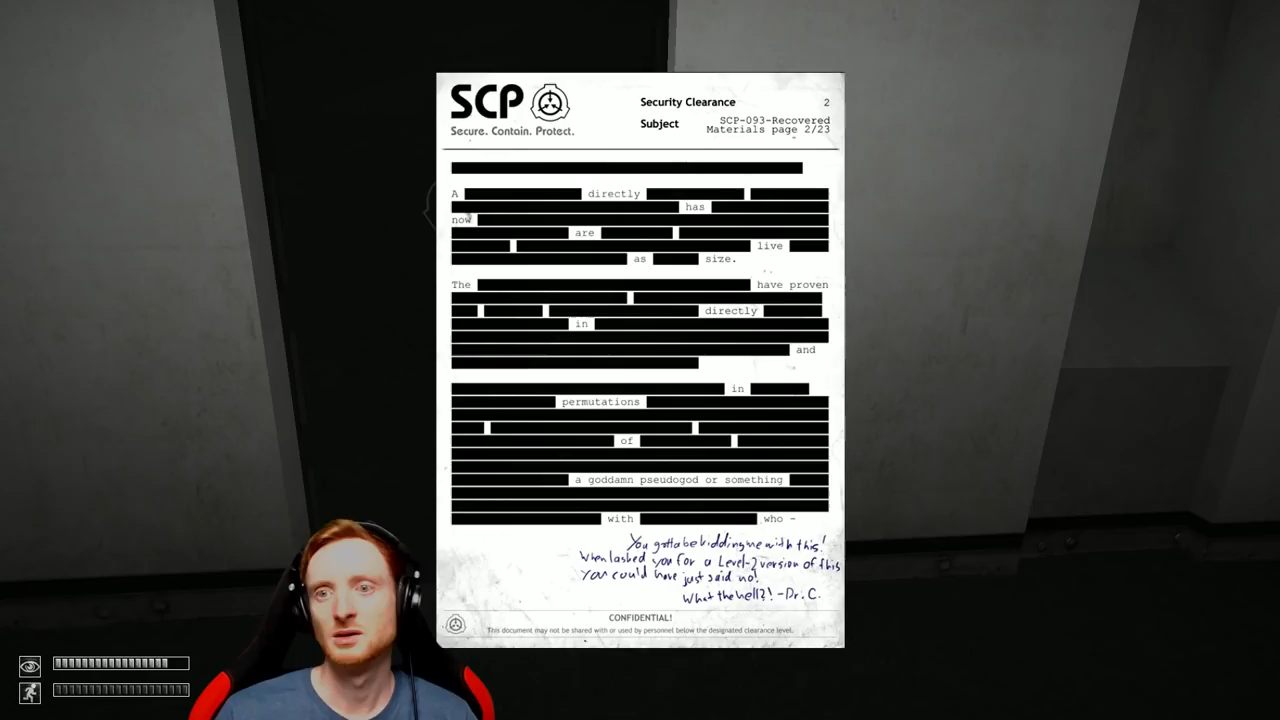 SCP
Secure. Contain. Protect.
Security Clearance 2
Subject SCP-093-Recovered
Materials page 2/23
A directly
has
now
are
live
as size.
The have proven
directly
in
and
in
permutations
of
a goddamn pseudogod or something
with who -
You gotta be kidding me with this!
When I asked you for a Level-2 version of this
You could have just said no!
What the hell?! -Dr. C.
CONFIDENTIAL!
This document may not be shared with or used by personnel below the designated clearance level.